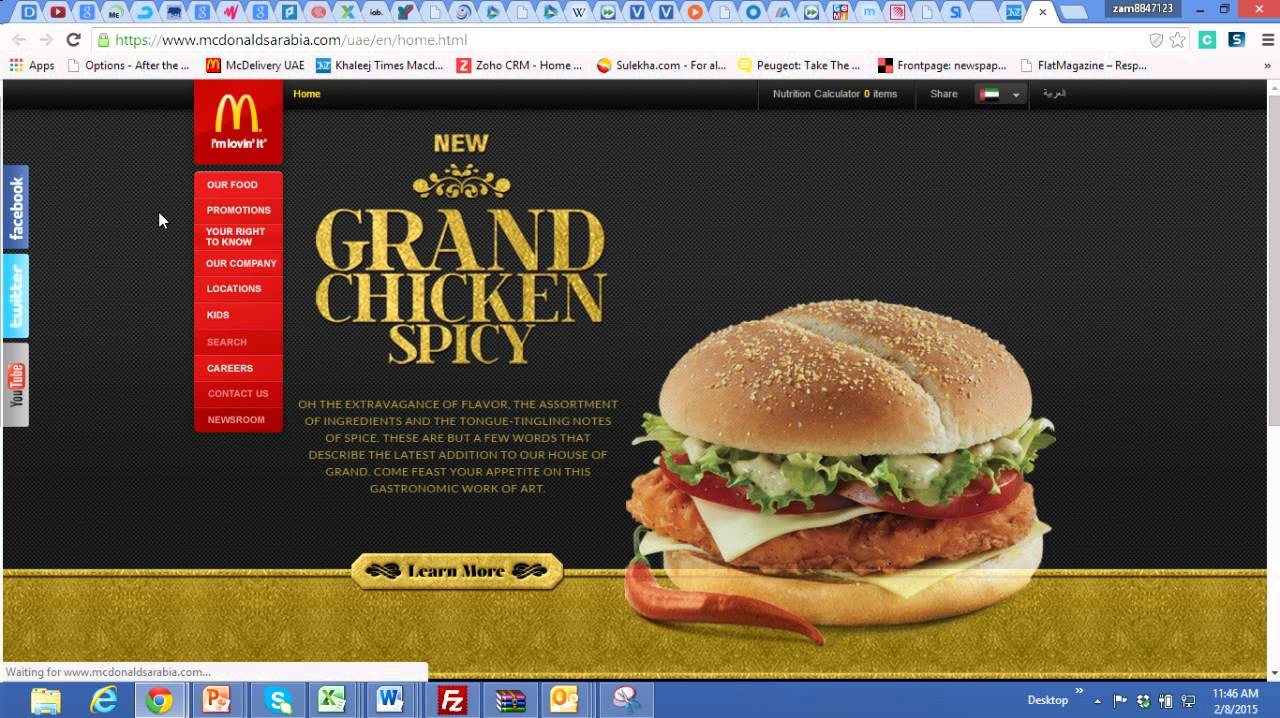 zam8847123
iab.
https://www.mcdonaldsarabia.com/uae/en/home.html
Apps
Options - After the ...
McDelivery UAE
Khaleej Times Macd...
Zoho CRM - Home ...
Sulekha.com - For al...
Peugeot: Take The ...
Frontpage: newspap...
FlatMagazine – Resp...
i'm lovin' it
Home
Nutrition Calculator 0 items
Share
العربية
facebook
twitter
YouTube
OUR FOOD
PROMOTIONS
YOUR RIGHT
TO KNOW
OUR COMPANY
LOCATIONS
KIDS
SEARCH
CAREERS
CONTACT US
NEWSROOM
NEW
GRAND
CHICKEN
SPICY
OH THE EXTRAVAGANCE OF FLAVOR, THE ASSORTMENT
OF INGREDIENTS AND THE TONGUE-TINGLING NOTES
OF SPICE. THESE ARE BUT A FEW WORDS THAT
DESCRIBE THE LATEST ADDITION TO OUR HOUSE OF
GRAND. COME FEAST YOUR APPETITE ON THIS
GASTRONOMIC WORK OF ART.
Learn More
Waiting for www.mcdonaldsarabia.com...
Desktop
11:46 AM
2/8/2015